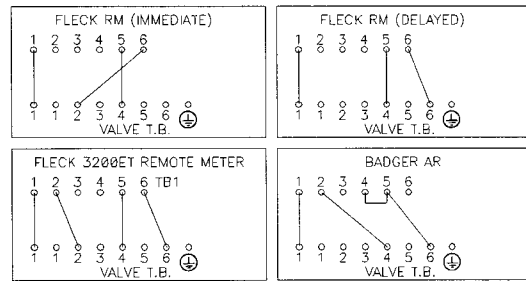 FLECK RM (IMMEDIATE)
1 2 3 4 5 6
1 1 2 3 4 5 6
VALVE T.B.
FLECK RM (DELAYED)
1 2 3 4 5 6
1 1 2 3 4 5 6
VALVE T.B.
FLECK 3200ET REMOTE METER
1 2 3 4 5 6 TB1
1 1 2 3 4 5 6
VALVE T.B.
BADGER AR
1 2 3 4 5 6
1 1 2 3 4 5 6
VALVE T.B.